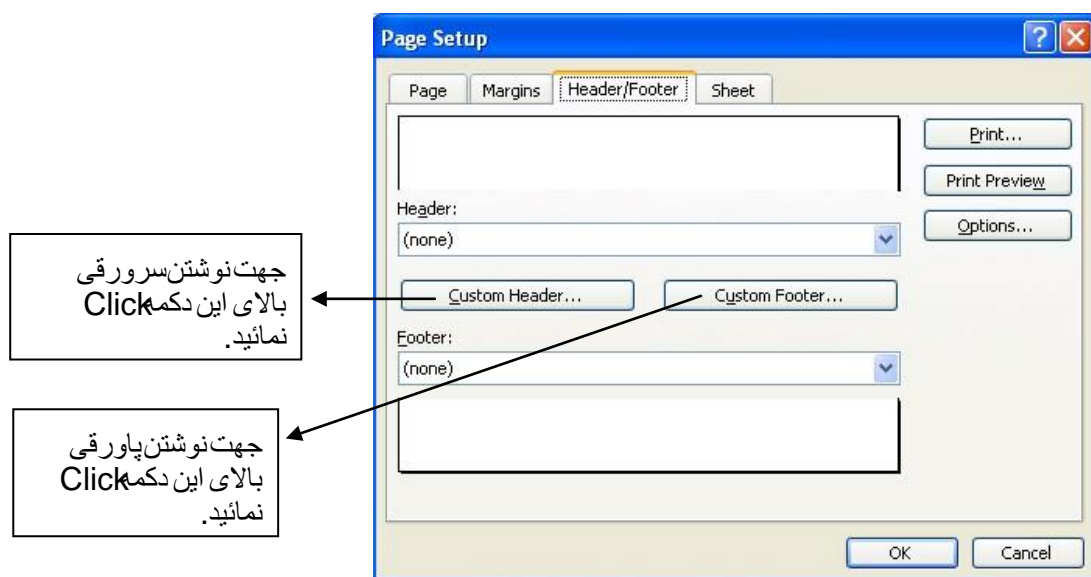 Page Setup
Page
Margins
Header/Footer
Sheet
Print...
Print Preview
Options...
Header:
(none)
Custom Header...
Custom Footer...
Footer:
(none)
OK
Cancel
جهت نوشتن سرورقی
بالای این دکمه Click
نمائید.
جهت نوشتن پاورقی
بالای این دکمه Click
نمائید.